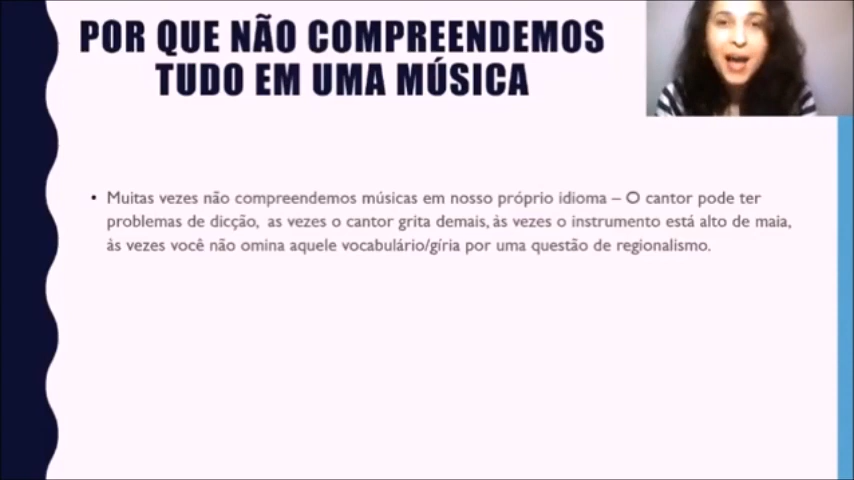 POR QUE NÃO COMPREENDEMOS
TUDO EM UMA MÚSICA
• Muitas vezes não compreendemos músicas em nosso próprio idioma – O cantor pode ter
problemas de dicção, as vezes o cantor grita demais, às vezes o instrumento está alto de maia,
às vezes você não omina aquele vocabulário/gíria por uma questão de regionalismo.